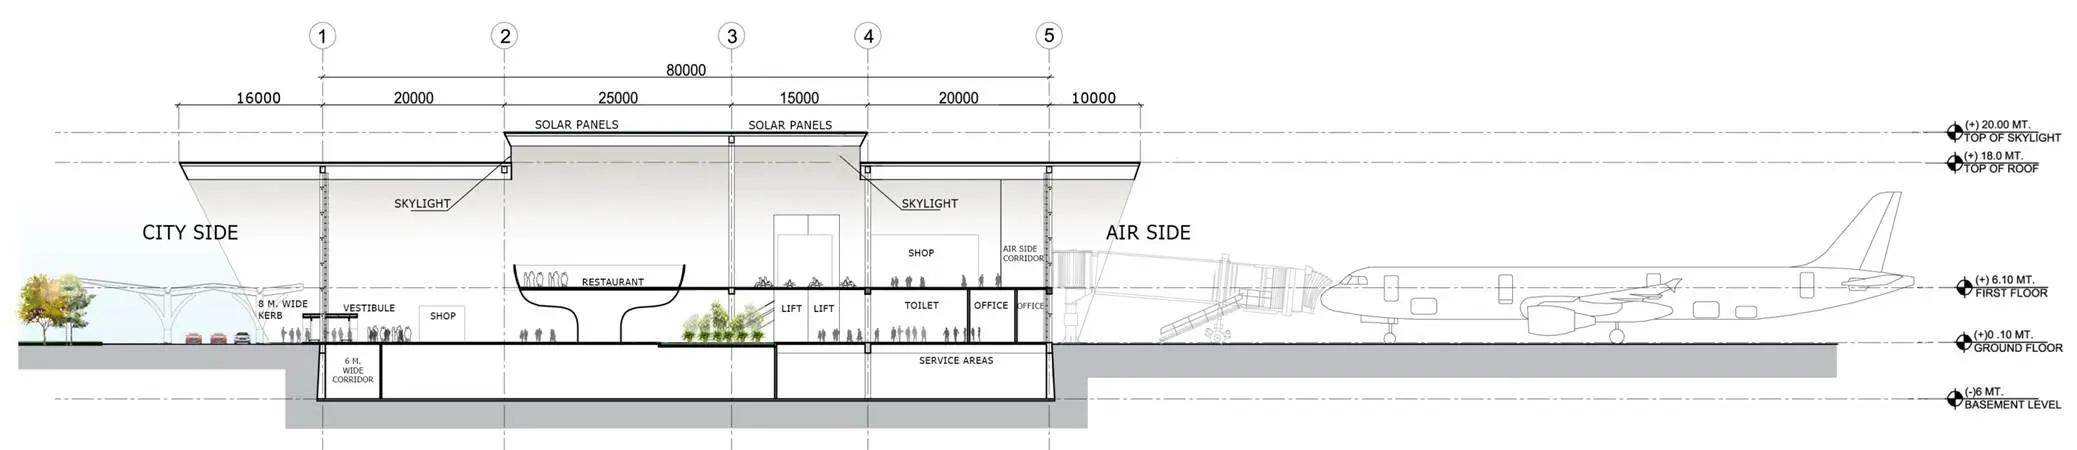 1 2 3 4 5
80000
16000 20000 25000 15000 20000 10000
SOLAR PANELS SOLAR PANELS
(+) 20.00 MT.
TOP OF SKYLIGHT
(+) 18.0 MT.
TOP OF ROOF
SKYLIGHT SKYLIGHT
CITY SIDE AIR SIDE
SHOP
AIR SIDE
CORRIDOR
RESTAURANT
(+) 6.10 MT.
FIRST FLOOR
8 M. WIDE
KERB
VESTIBULE
SHOP
LIFT LIFT
TOILET
OFFICE OFFICE
(+)0 .10 MT.
GROUND FLOOR
6 M.
WIDE
CORRIDOR
SERVICE AREAS
(-)6 MT.
BASEMENT LEVEL